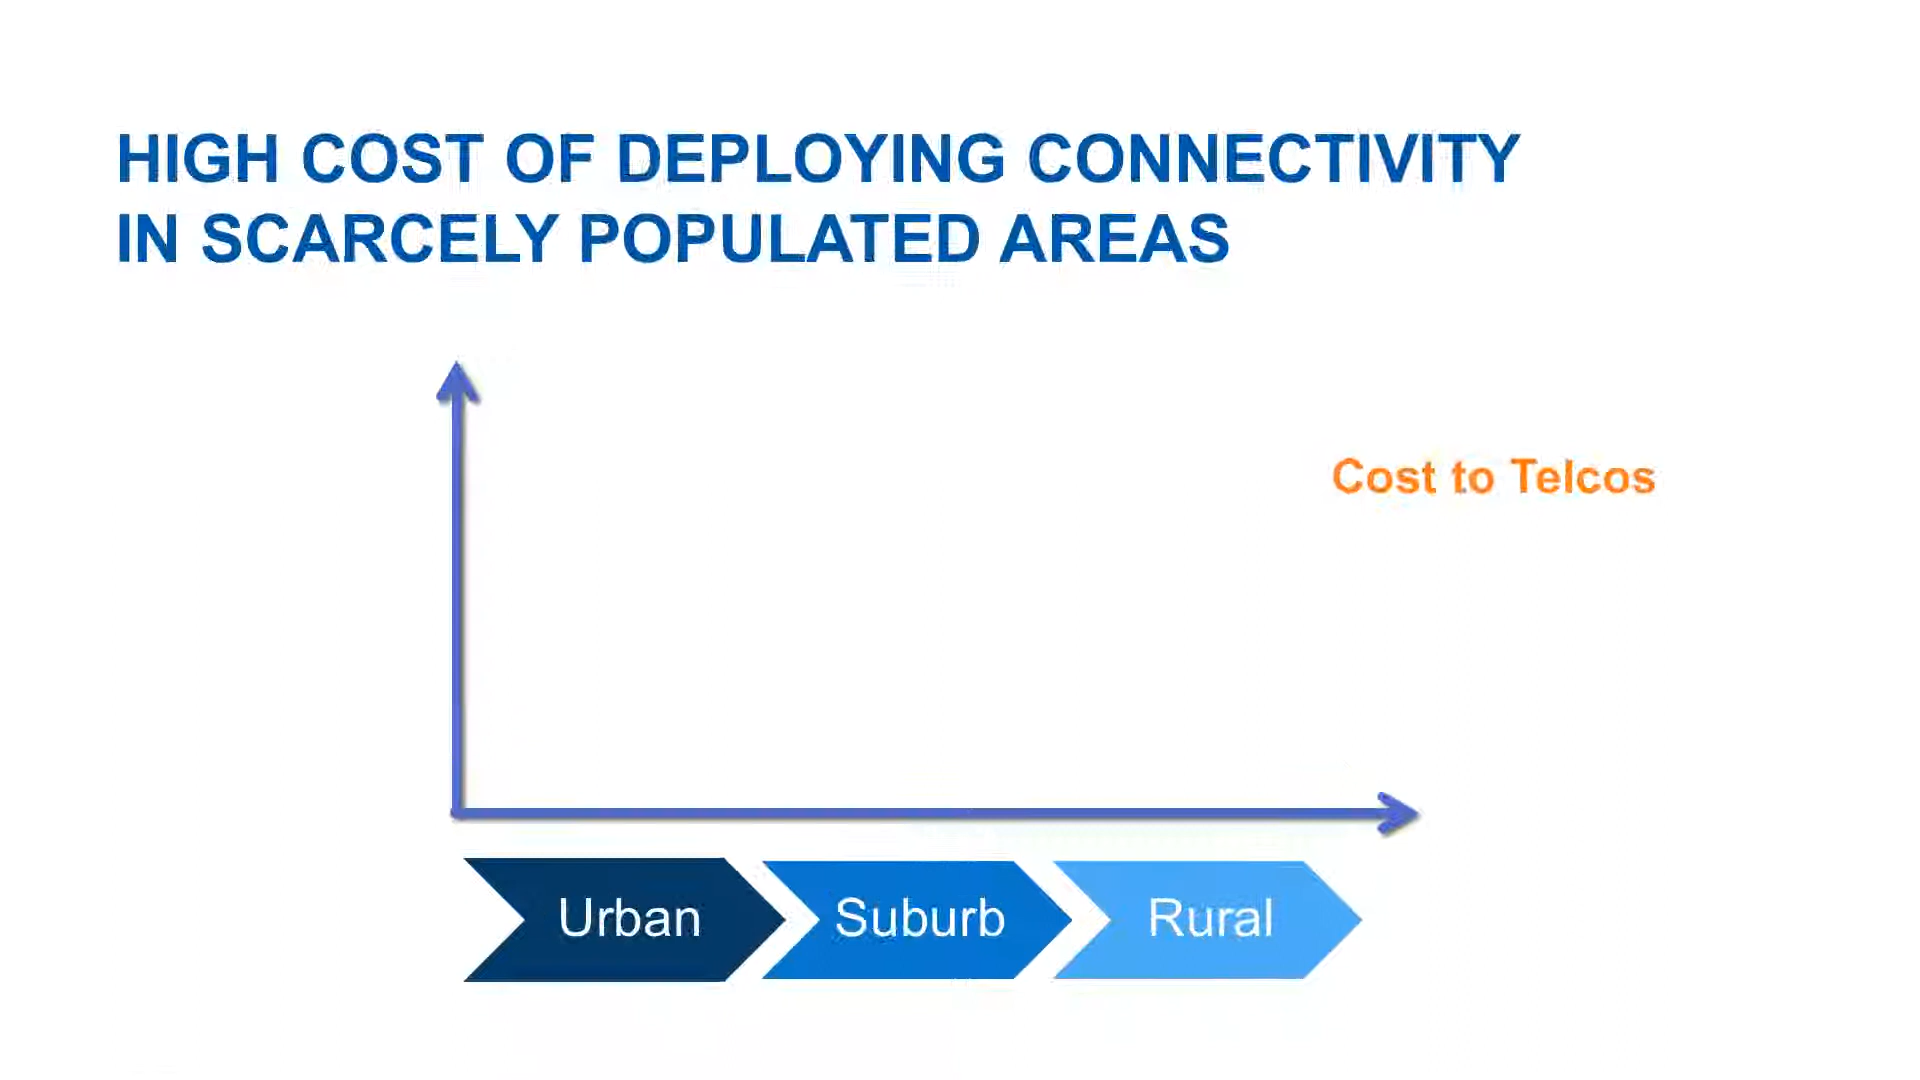 HIGH COST OF DEPLOYING CONNECTIVITY
IN SCARCELY POPULATED AREAS
Cost to Telcos
Urban
Suburb
Rural